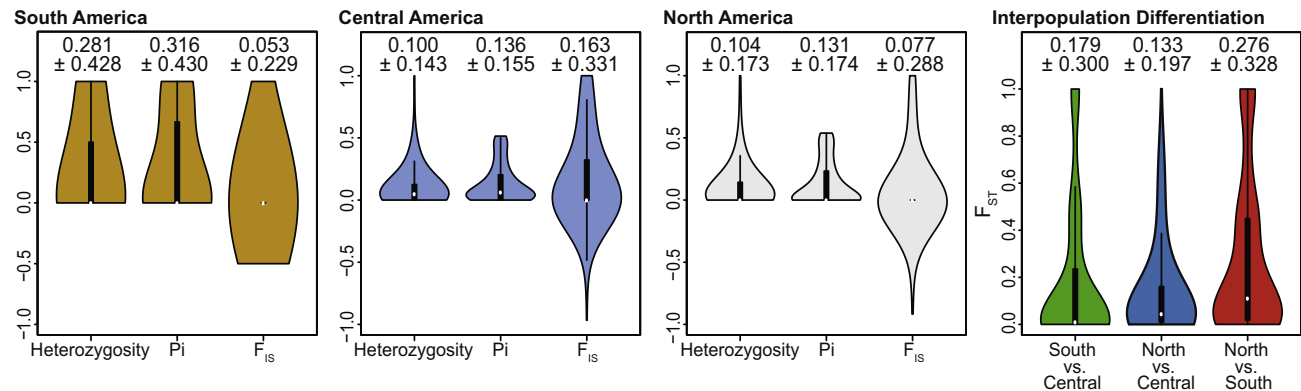 South America
0.281 0.316 0.053
± 0.428 ± 0.430 ± 0.229
1.0
0.5
0.0
−0.5
−1.0
Heterozygosity Pi FIS
Central America
0.100 0.136 0.163
± 0.143 ± 0.155 ± 0.331
1.0
0.5
0.0
−0.5
−1.0
Heterozygosity Pi FIS
North America
0.104 0.131 0.077
± 0.173 ± 0.174 ± 0.288
1.0
0.5
0.0
−0.5
−1.0
Heterozygosity Pi FIS
Interpopulation Differentiation
0.179 0.133 0.276
± 0.300 ± 0.197 ± 0.328
FST
1.0
0.8
0.6
0.4
0.2
0.0
South North North
vs. vs. vs.
Central Central South